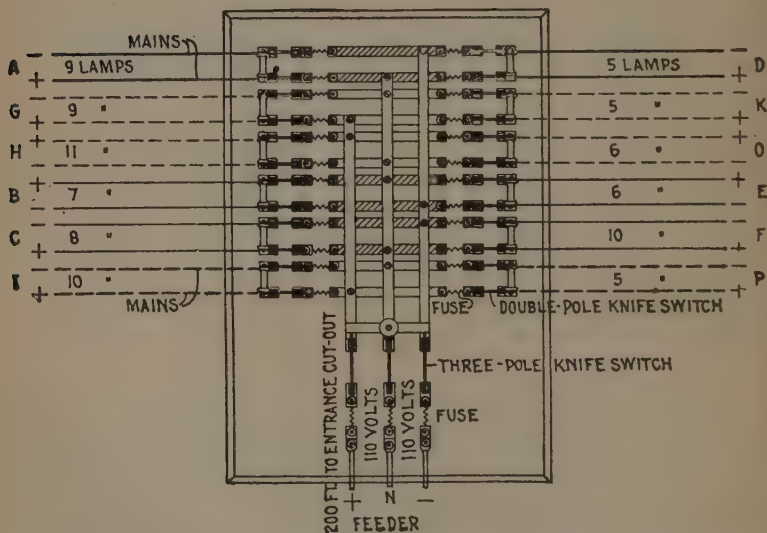 MAINS
A − + 9 LAMPS 5 LAMPS − + D
G − + 9 " 5 " − + K
H + − 11 " 6 " + − O
B + − 7 " 6 " + − E
C − + 8 " 10 " − + F
I − + 10 " 5 " − + P
MAINS
FUSE
DOUBLE-POLE KNIFE SWITCH
THREE-POLE KNIFE SWITCH
200 FT. TO ENTRANCE CUT-OUT
110 VOLTS
110 VOLTS
FUSE
+ N −
FEEDER